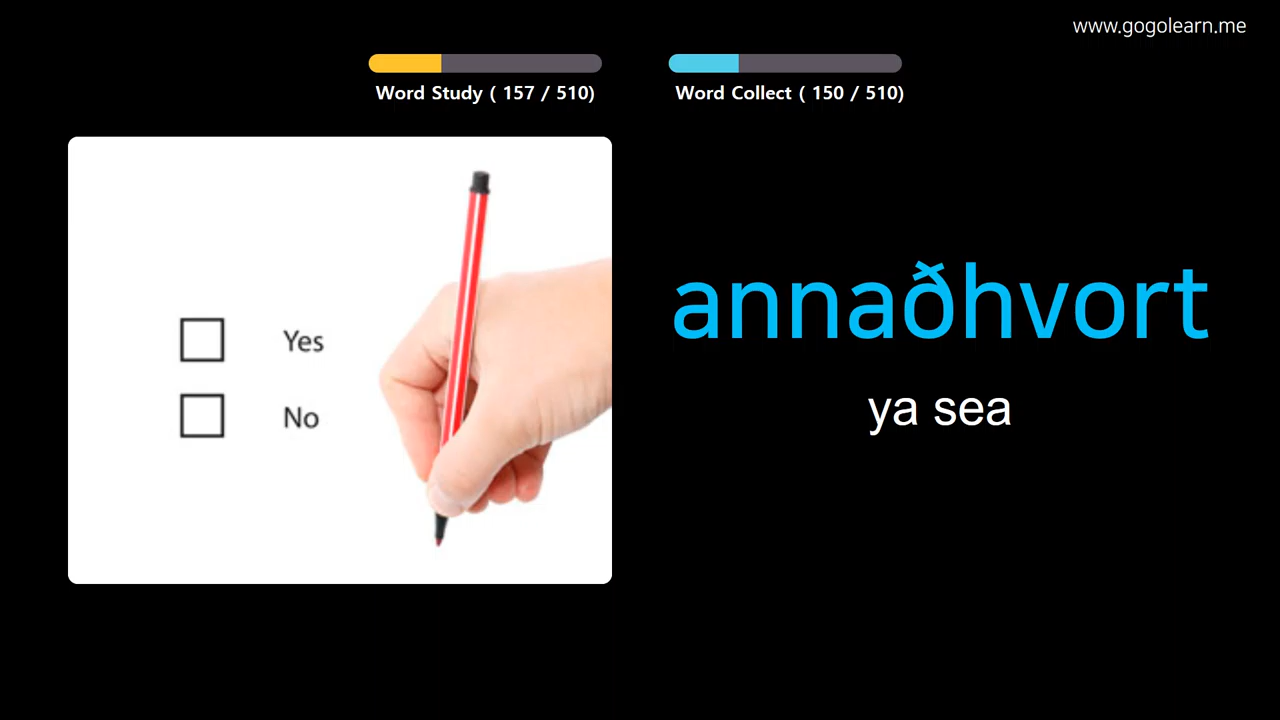 www.gogolearn.me
Word Study ( 157 / 510)
Word Collect ( 150 / 510)
Yes
No
annaðhvort
ya sea